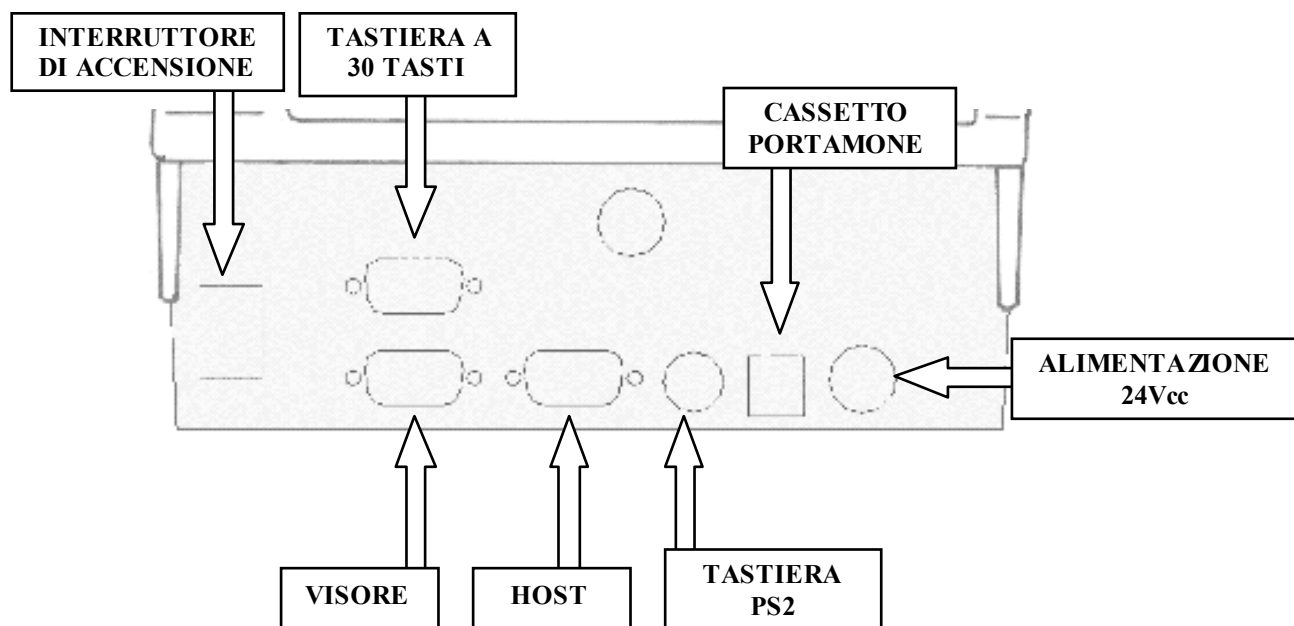 INTERRUTTORE
DI ACCENSIONE
TASTIERA A
30 TASTI
CASSETTO
PORTAMONE
ALIMENTAZIONE
24Vcc
VISORE
HOST
TASTIERA
PS2